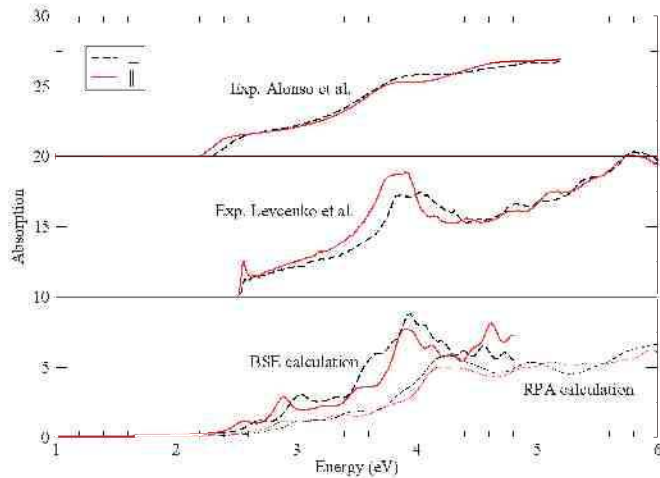 30
⊥
∥
Exp. Alonso et al.
25
20
Exp. Levcenko et al.
15
Absorption
10
BSE calculation
5
RPA calculation
0
1 2 3 4 5 6
Energy (eV)